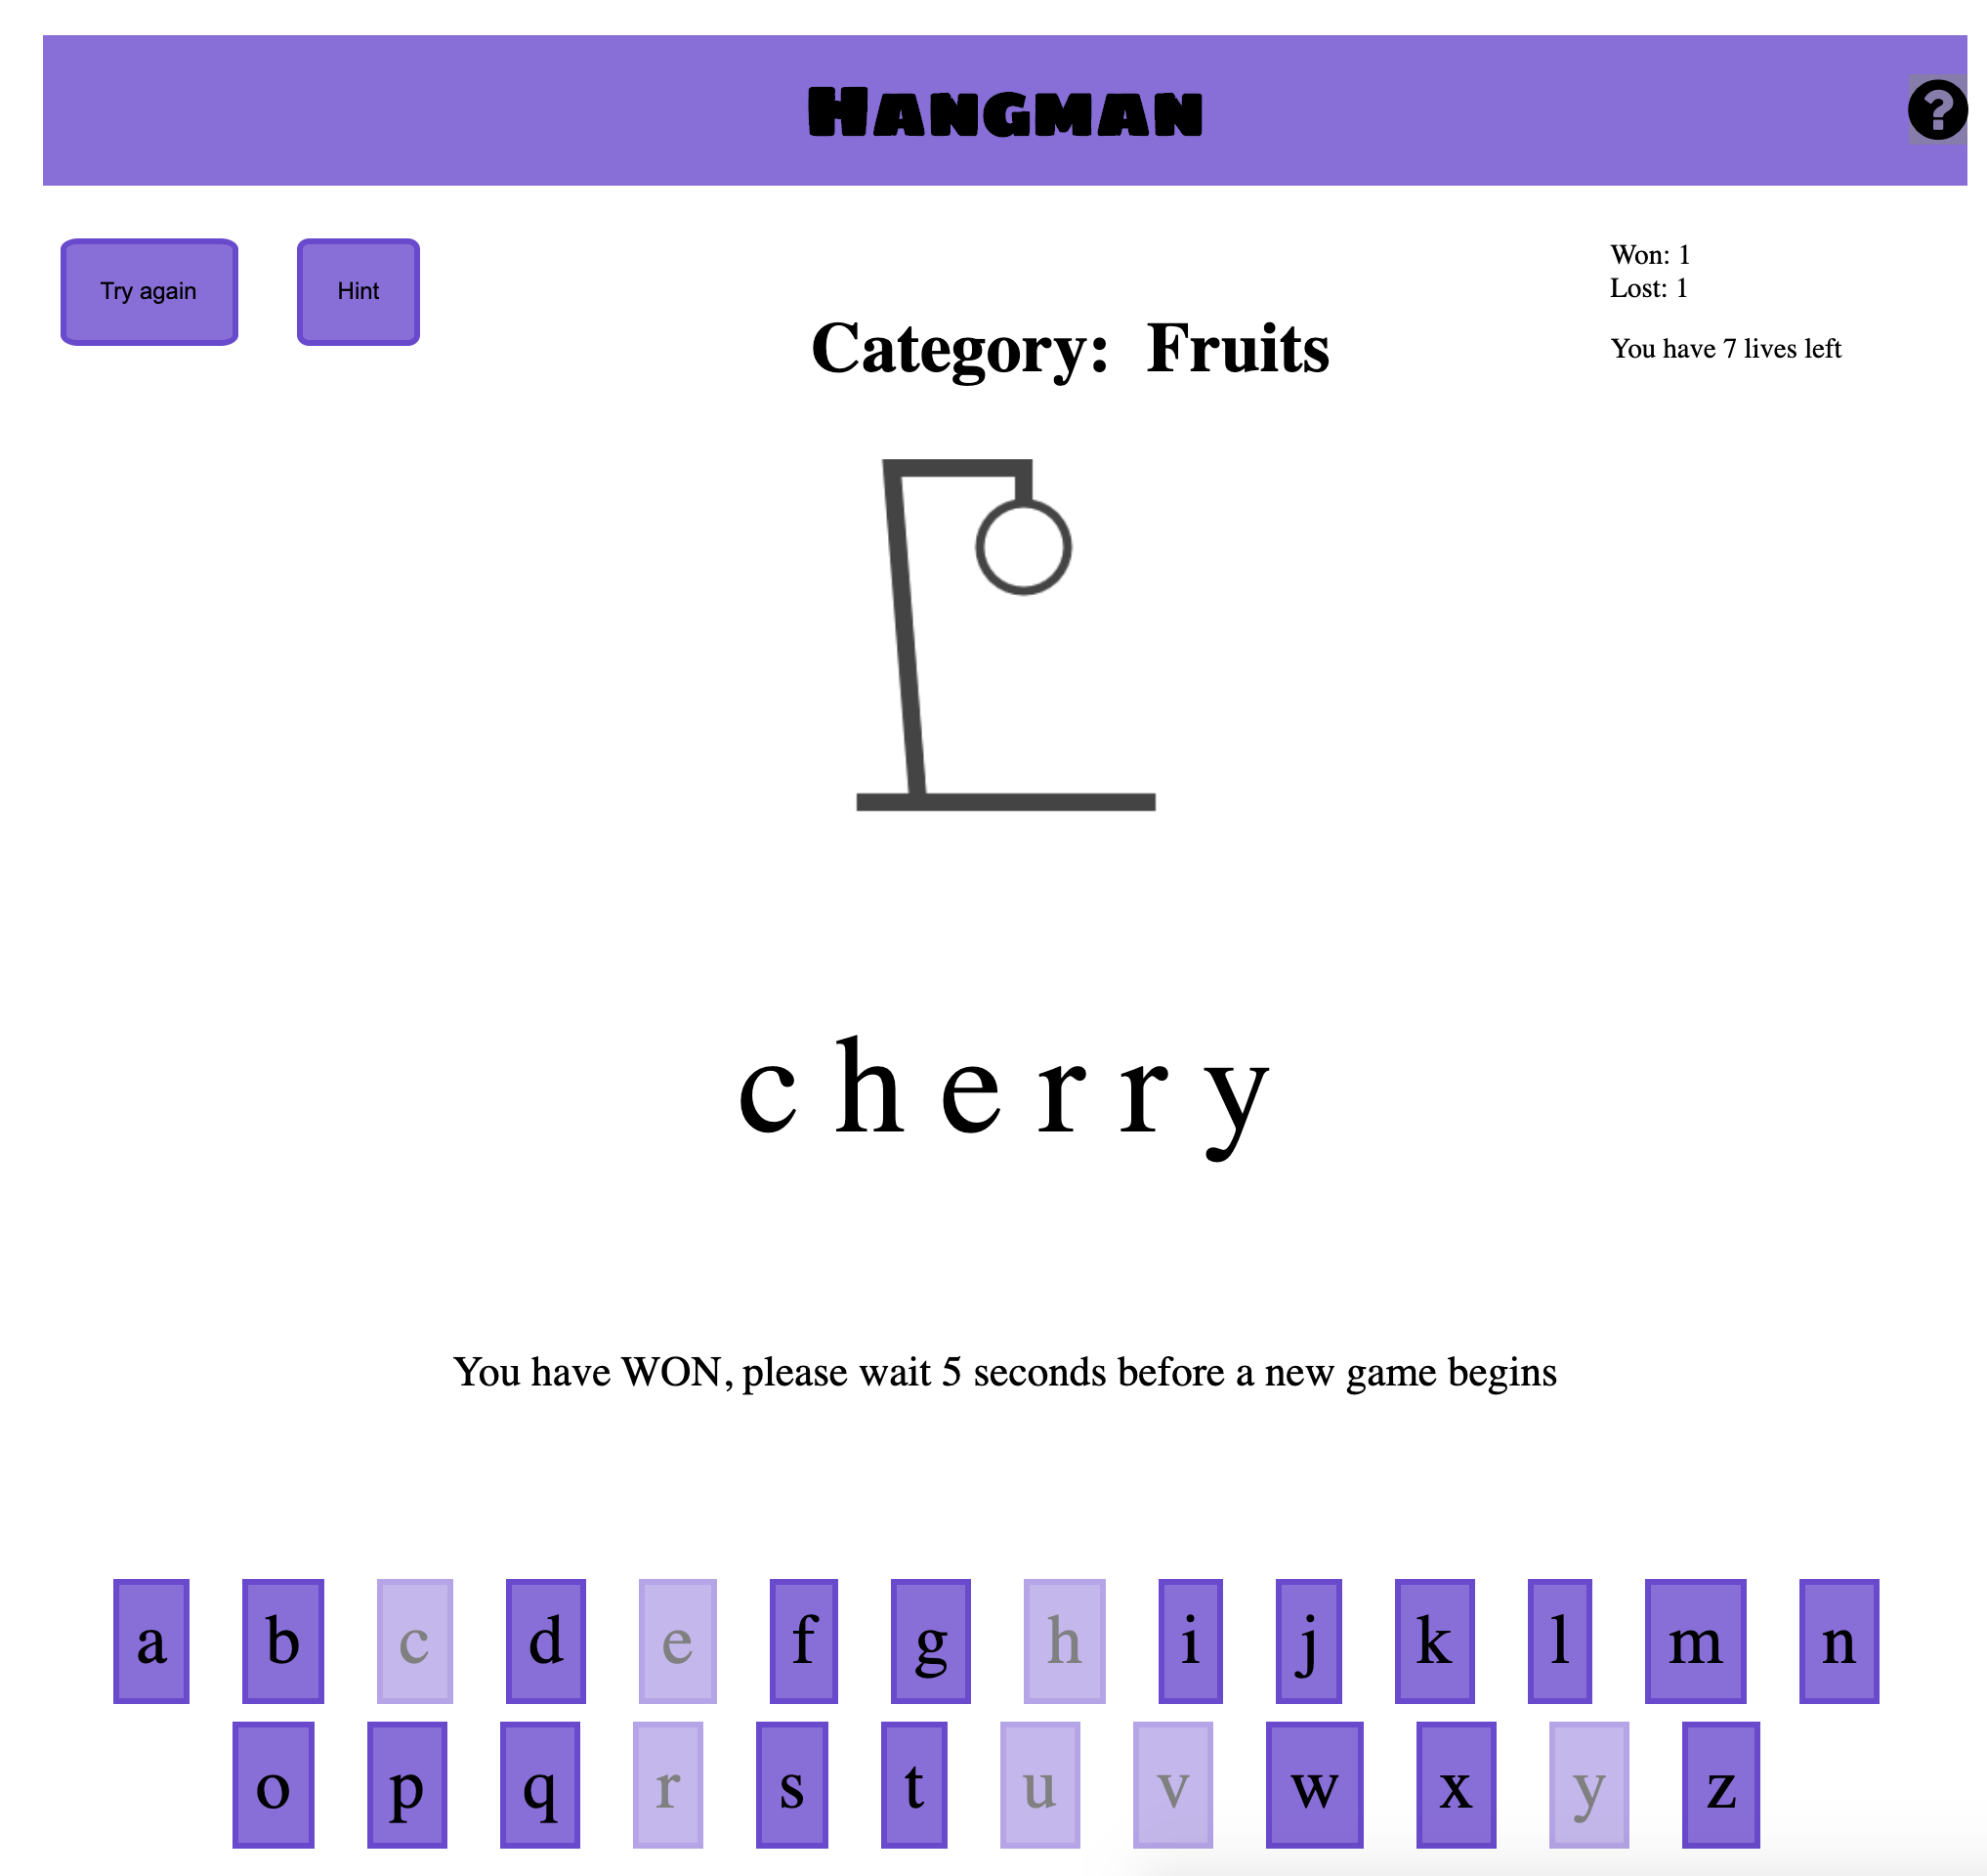 Hangman
?
Try again
Hint
Won: 1
Lost: 1
Category: Fruits
You have 7 lives left
c h e r r y
You have WON, please wait 5 seconds before a new game begins
a b c d e f g h i j k l m n
o p q r s t u v w x y z